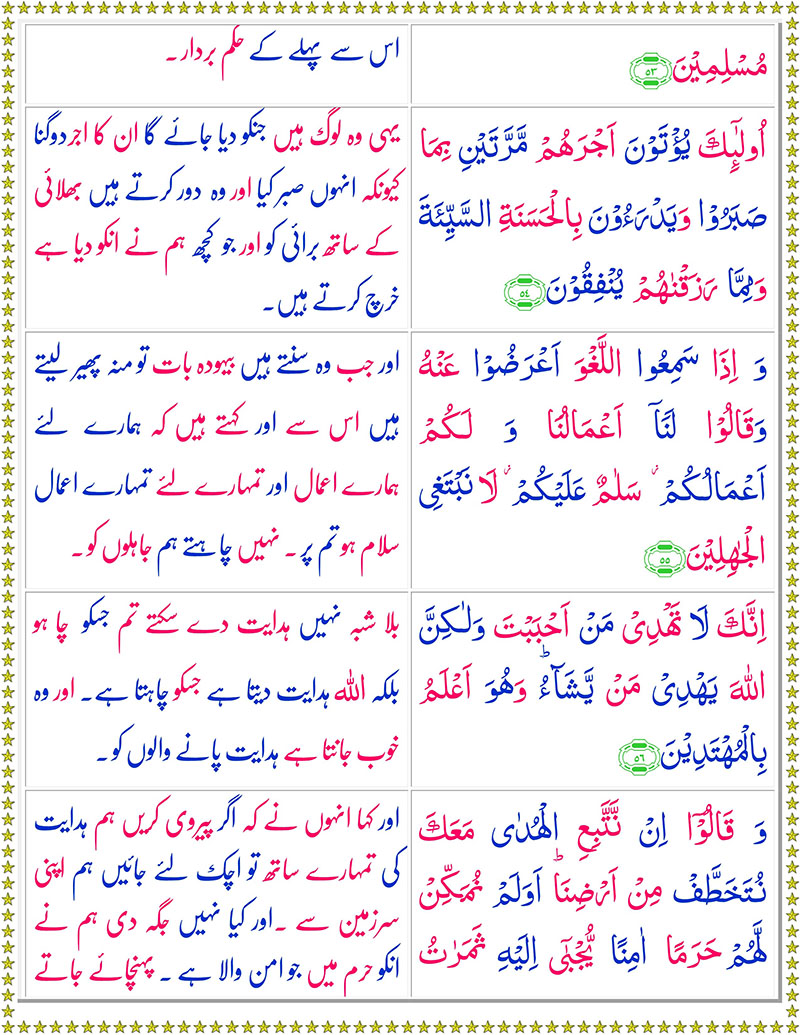 مُسْلِمِيْنَ ۝٥٣
اس سے پہلے کے حکم بردار۔
اُولٰٓئِكَ يُؤْتَوْنَ اَجْرَهُمْ مَّرَّتَيْنِ بِمَا
صَبَرُوْا وَيَدْرَءُوْنَ بِالْحَسَنَةِ السَّيِّئَةَ
وَمِمَّا رَزَقْنٰهُمْ يُنْفِقُوْنَ ۝٥٤
یہی وہ لوگ ہیں جنکو دیا جائے گا ان کا اجر دوگنا
کیونکہ انہوں صبر کیا اور وہ دور کرتے ہیں بھلائی
کے ساتھ برائی کو اور جو کچھ ہم نے انکو دیا ہے
خرچ کرتے ہیں۔
وَ اِذَا سَمِعُوا اللَّغْوَ اَعْرَضُوْا عَنْهُ
وَقَالُوْا لَنَاۤ اَعْمَالُنَا وَ لَكُمْ
اَعْمَالُكُمْ ۫ سَلٰمٌ عَلَيْكُمْ ۫ لَا نَبْتَغِى
الْجٰهِلِيْنَ ۝٥٥
اور جب وہ سنتے ہیں بیہودہ بات تو منہ پھیر لیتے
ہیں اس سے اور کہتے ہیں کہ ہمارے لئے
ہمارے اعمال اور تمہارے لئے تمہارے اعمال
سلام ہو تم پر ۔ نہیں چاہتے ہم جاہلوں کو۔
اِنَّكَ لَا تَهْدِىْ مَنْ اَحْبَبْتَ وَلٰكِنَّ
اللهَ يَهْدِىْ مَنْ يَّشَآءُ ؕ وَهُوَ اَعْلَمُ
بِالْمُهْتَدِيْنَ ۝٥٦
بلا شبہ نہیں ہدایت دے سکتے تم جسکو چاہو
بلکہ اللہ ہدایت دیتا ہے جسکو چاہتا ہے۔ اور وہ
خوب جانتا ہے ہدایت پانے والوں کو۔
وَ قَالُوْۤا اِنْ نَّتَّبِعِ الْهُدٰى مَعَكَ
نُتَخَطَّفْ مِنْ اَرْضِنَا ؕ اَوَلَمْ نُمَكِّنْ
لَّهُمْ حَرَمًا اٰمِنًا يُّجْبٰٓى اِلَيْهِ ثَمَرٰتُ
اور کہا انہوں نے کہ اگر پیروی کریں ہم ہدایت
کی تمہارے ساتھ تو اچک لئے جائیں ہم اپنی
سرزمین سے ۔اور کیا نہیں جگہ دی ہم نے
انکو حرم میں جو امن والا ہے ۔ پہنچائے جاتے